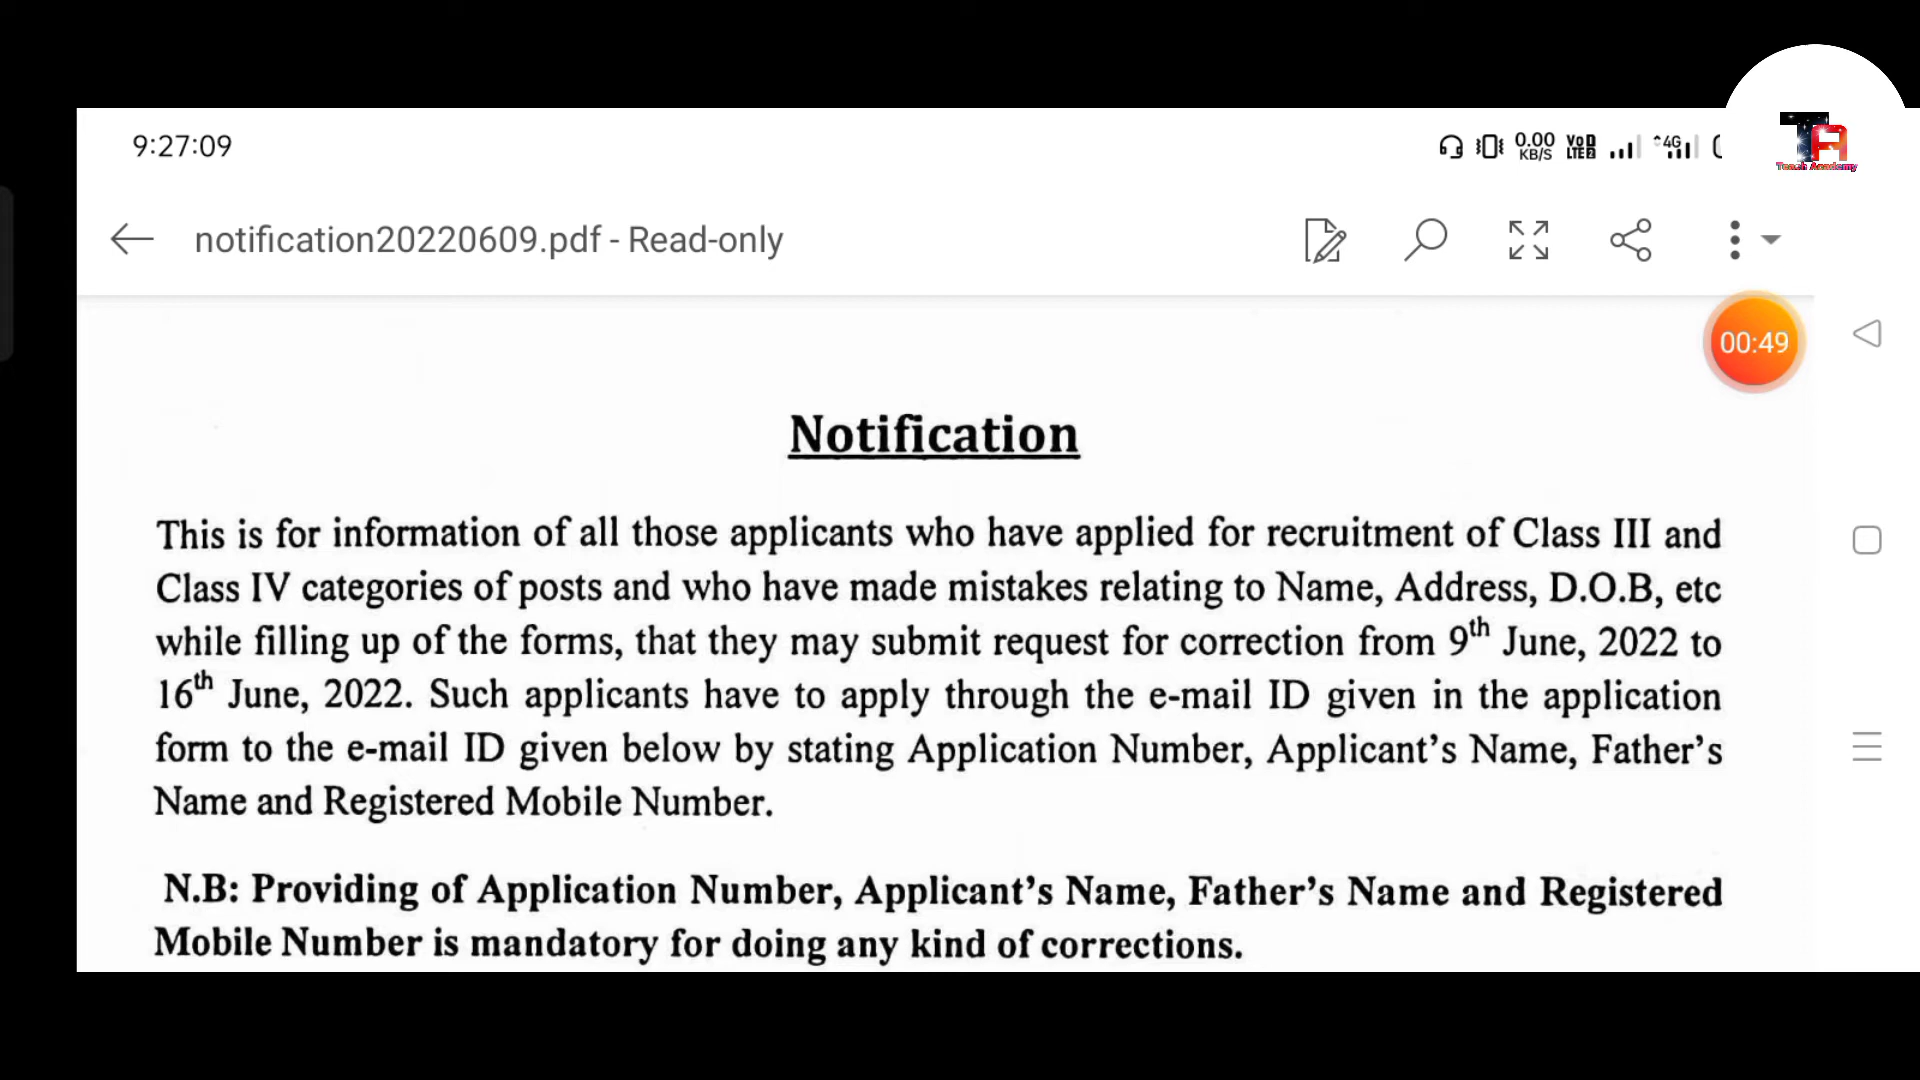 9:27:09
0.00
KB/S
VoD
LTE2
4G
TA
Teach Academy
notification20220609.pdf - Read-only
00:49
Notification
This is for information of all those applicants who have applied for recruitment of Class III and
Class IV categories of posts and who have made mistakes relating to Name, Address, D.O.B, etc
while filling up of the forms, that they may submit request for correction from 9th June, 2022 to
16th June, 2022. Such applicants have to apply through the e-mail ID given in the application
form to the e-mail ID given below by stating Application Number, Applicant’s Name, Father’s
Name and Registered Mobile Number.
N.B: Providing of Application Number, Applicant’s Name, Father’s Name and Registered
Mobile Number is mandatory for doing any kind of corrections.